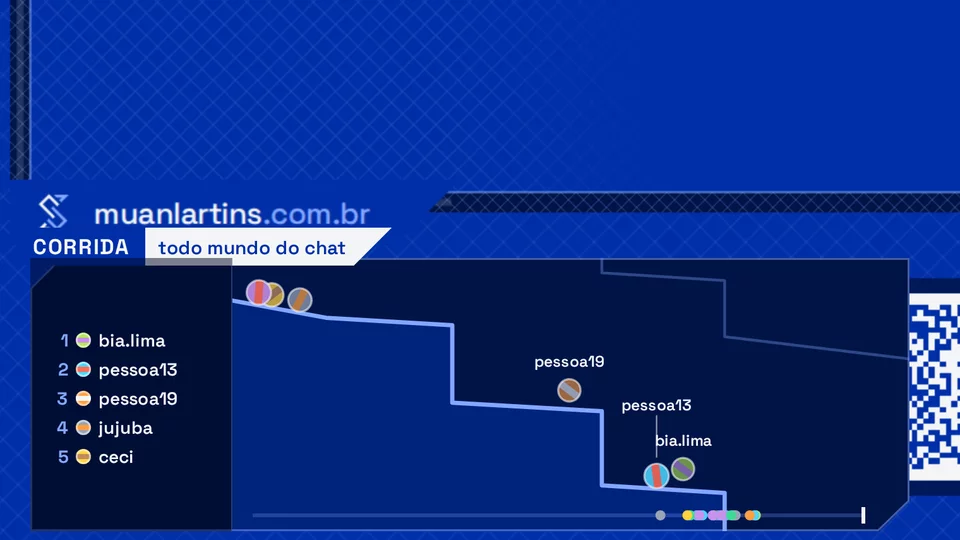 muanlartins.com.br
CORRIDA todo mundo do chat
1 bia.lima
2 pessoa13
3 pessoa19
4 jujuba
5 ceci
pessoa19
pessoa13
bia.lima